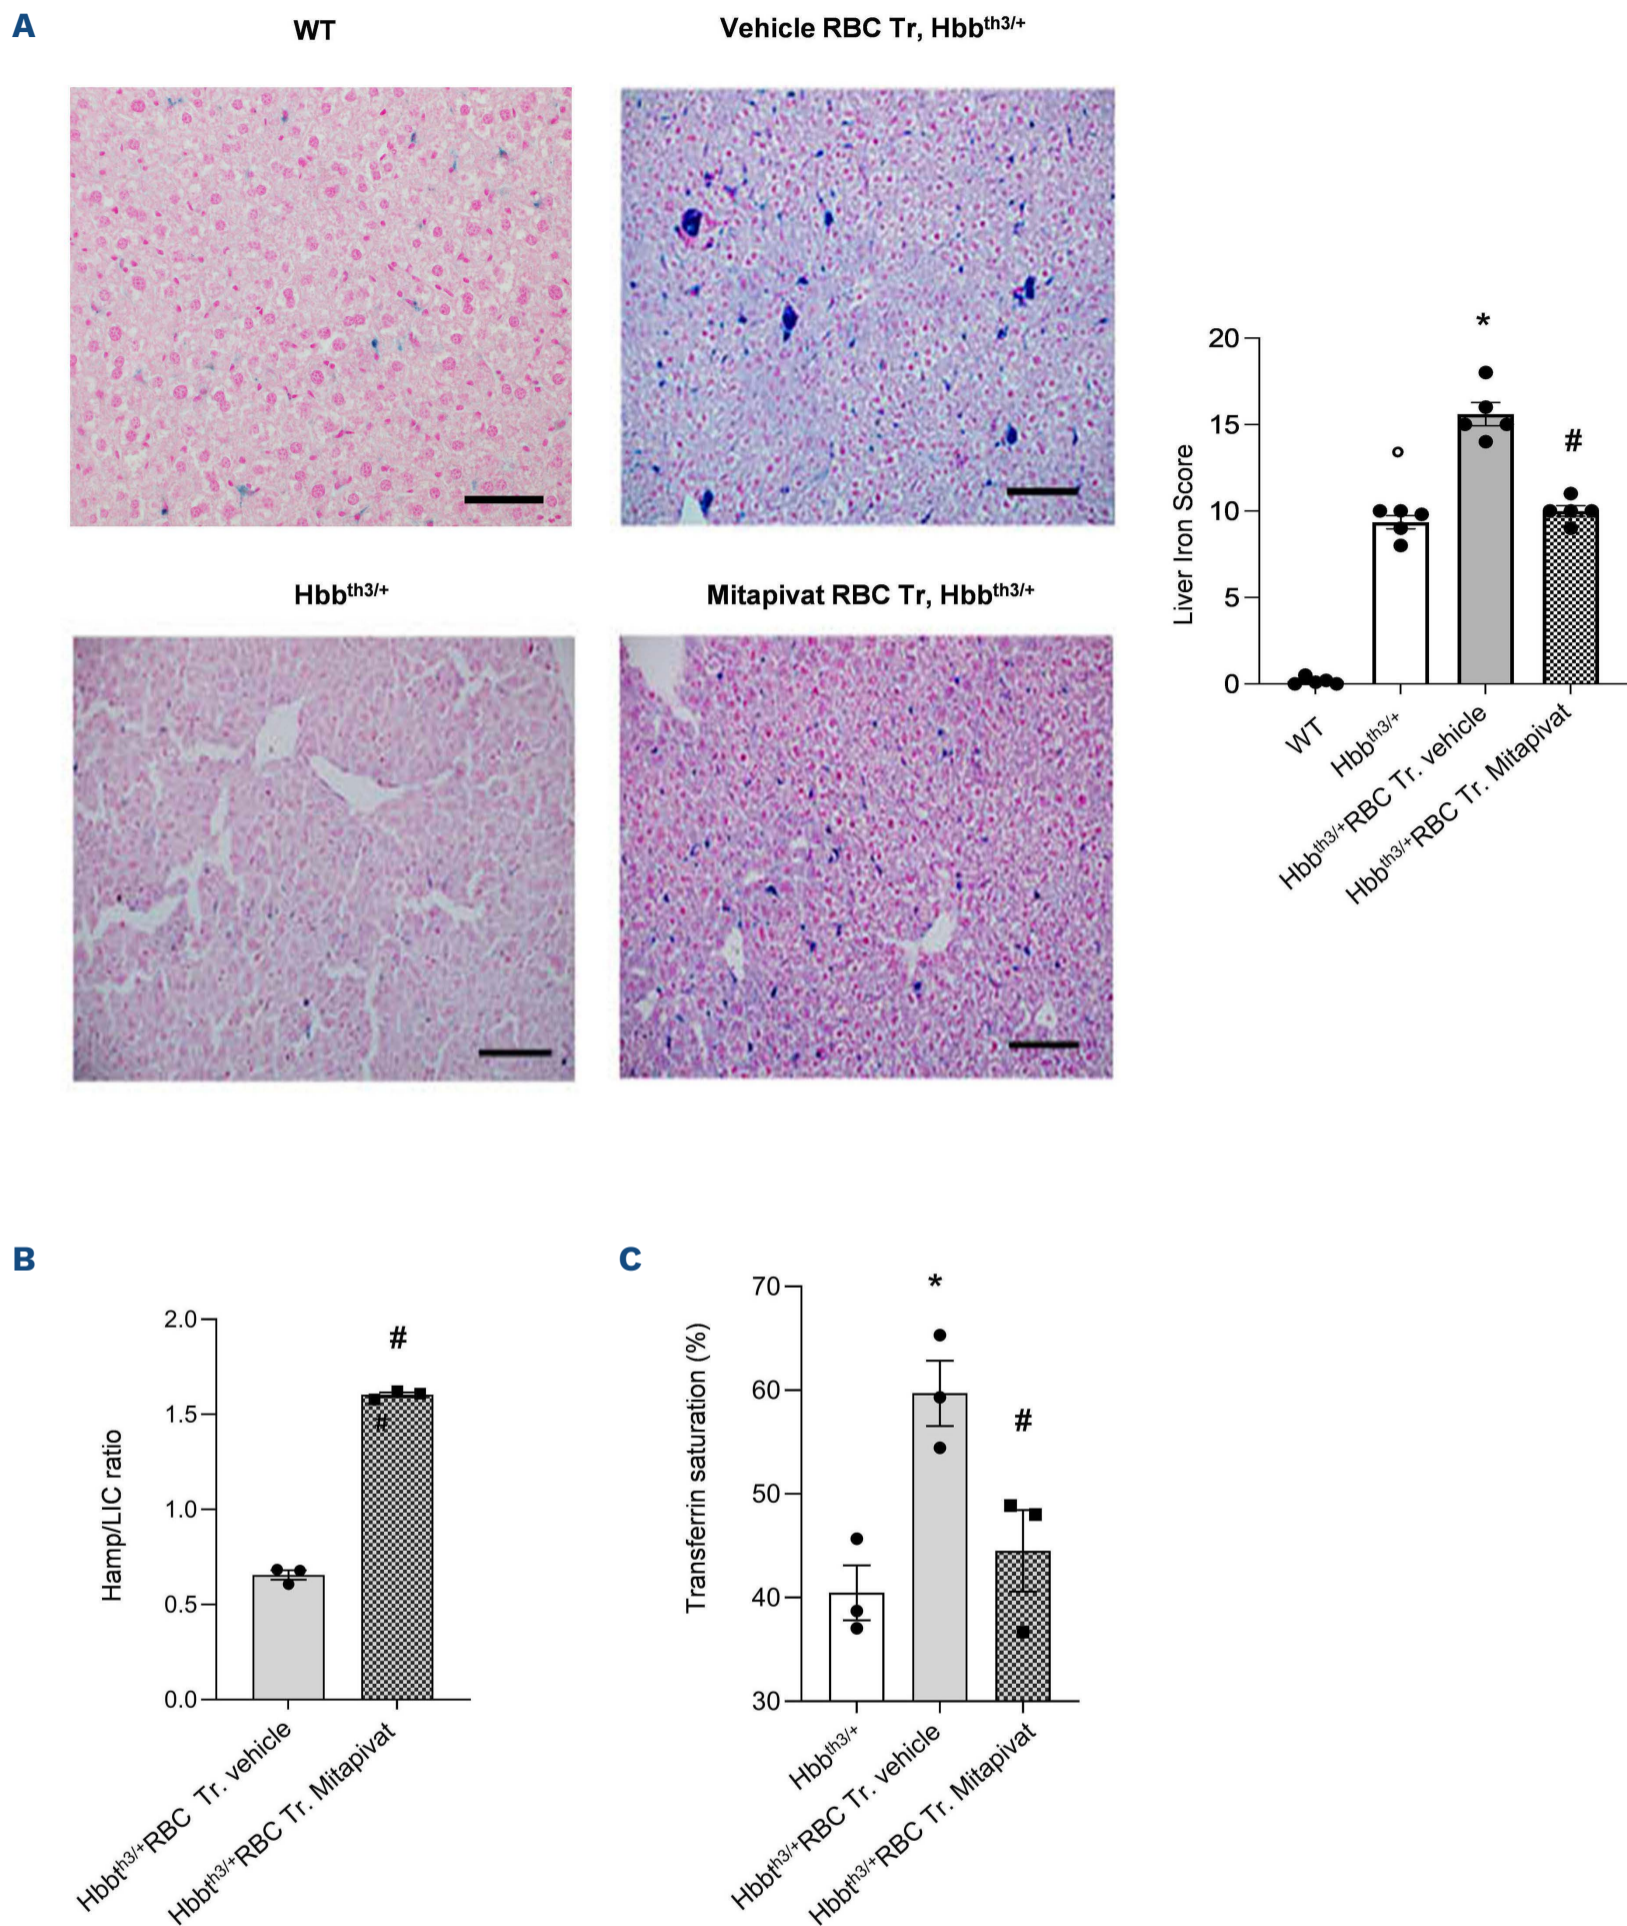 A
WT
Vehicle RBC Tr, Hbbth3/+
Hbbth3/+
Mitapivat RBC Tr, Hbbth3/+
Liver Iron Score
20
15
10
5
0
*
°
#
WT
Hbbth3/+
Hbbth3/+RBC Tr. vehicle
Hbbth3/+RBC Tr. Mitapivat
B
Hamp/LIC ratio
2.0
1.5
1.0
0.5
0.0
#
#
Hbbth3/+RBC Tr. vehicle
Hbbth3/+RBC Tr. Mitapivat
C
Transferrin saturation (%)
70
60
50
40
30
*
#
Hbbth3/+
Hbbth3/+RBC Tr. vehicle
Hbbth3/+RBC Tr. Mitapivat